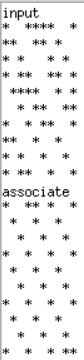 input
*  ****  *
**  *** *
* *   * *
* **  ***
 ****  * *
  * ***  **
*  * *** *
**   *  *
* *  * *
* **  * *
associate
*  *** *  *
 *  *  *
  *  *  *
*  *  *  *
 *  *  *
  *  *  *
*  *  *  *
 *  *  *
  *  *  *
*  *  *  *